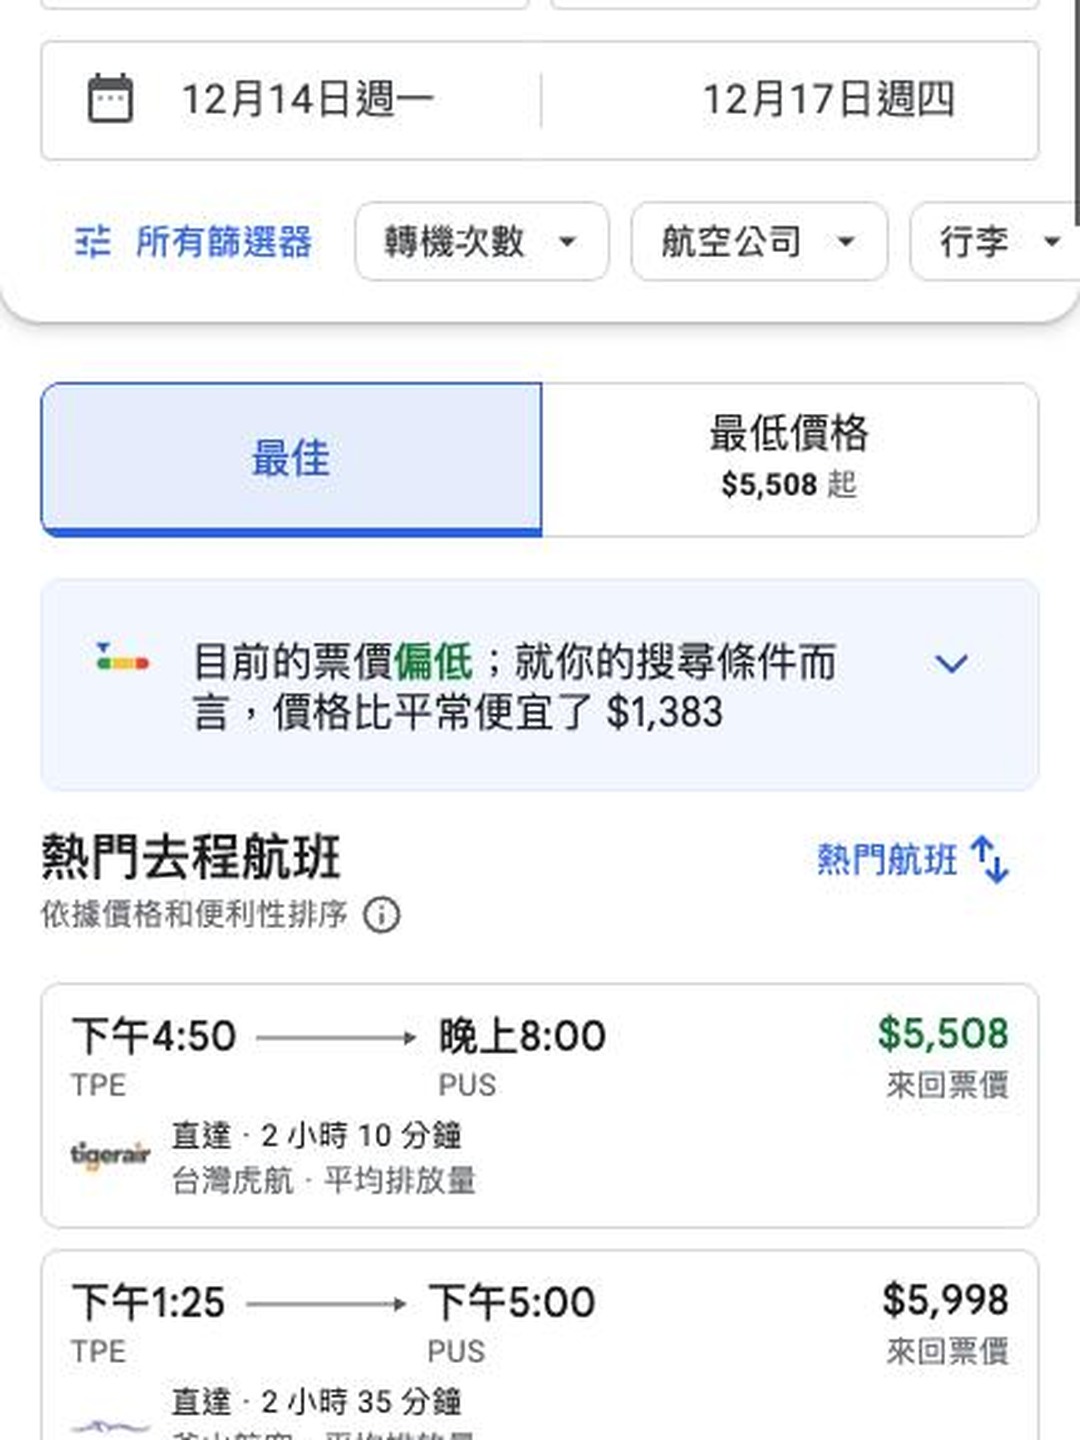 12月14日週一
12月17日週四
所有篩選器
轉機次數
航空公司
行李
最佳
最低價格
$5,508 起
目前的票價偏低；就你的搜尋條件而
言，價格比平常便宜了 $1,383
熱門去程航班
熱門航班
依據價格和便利性排序
下午4:50
晚上8:00
$5,508
TPE
PUS
來回票價
直達 · 2 小時 10 分鐘
tigerair
台灣虎航 · 平均排放量
下午1:25
下午5:00
$5,998
TPE
PUS
來回票價
直達 · 2 小時 35 分鐘